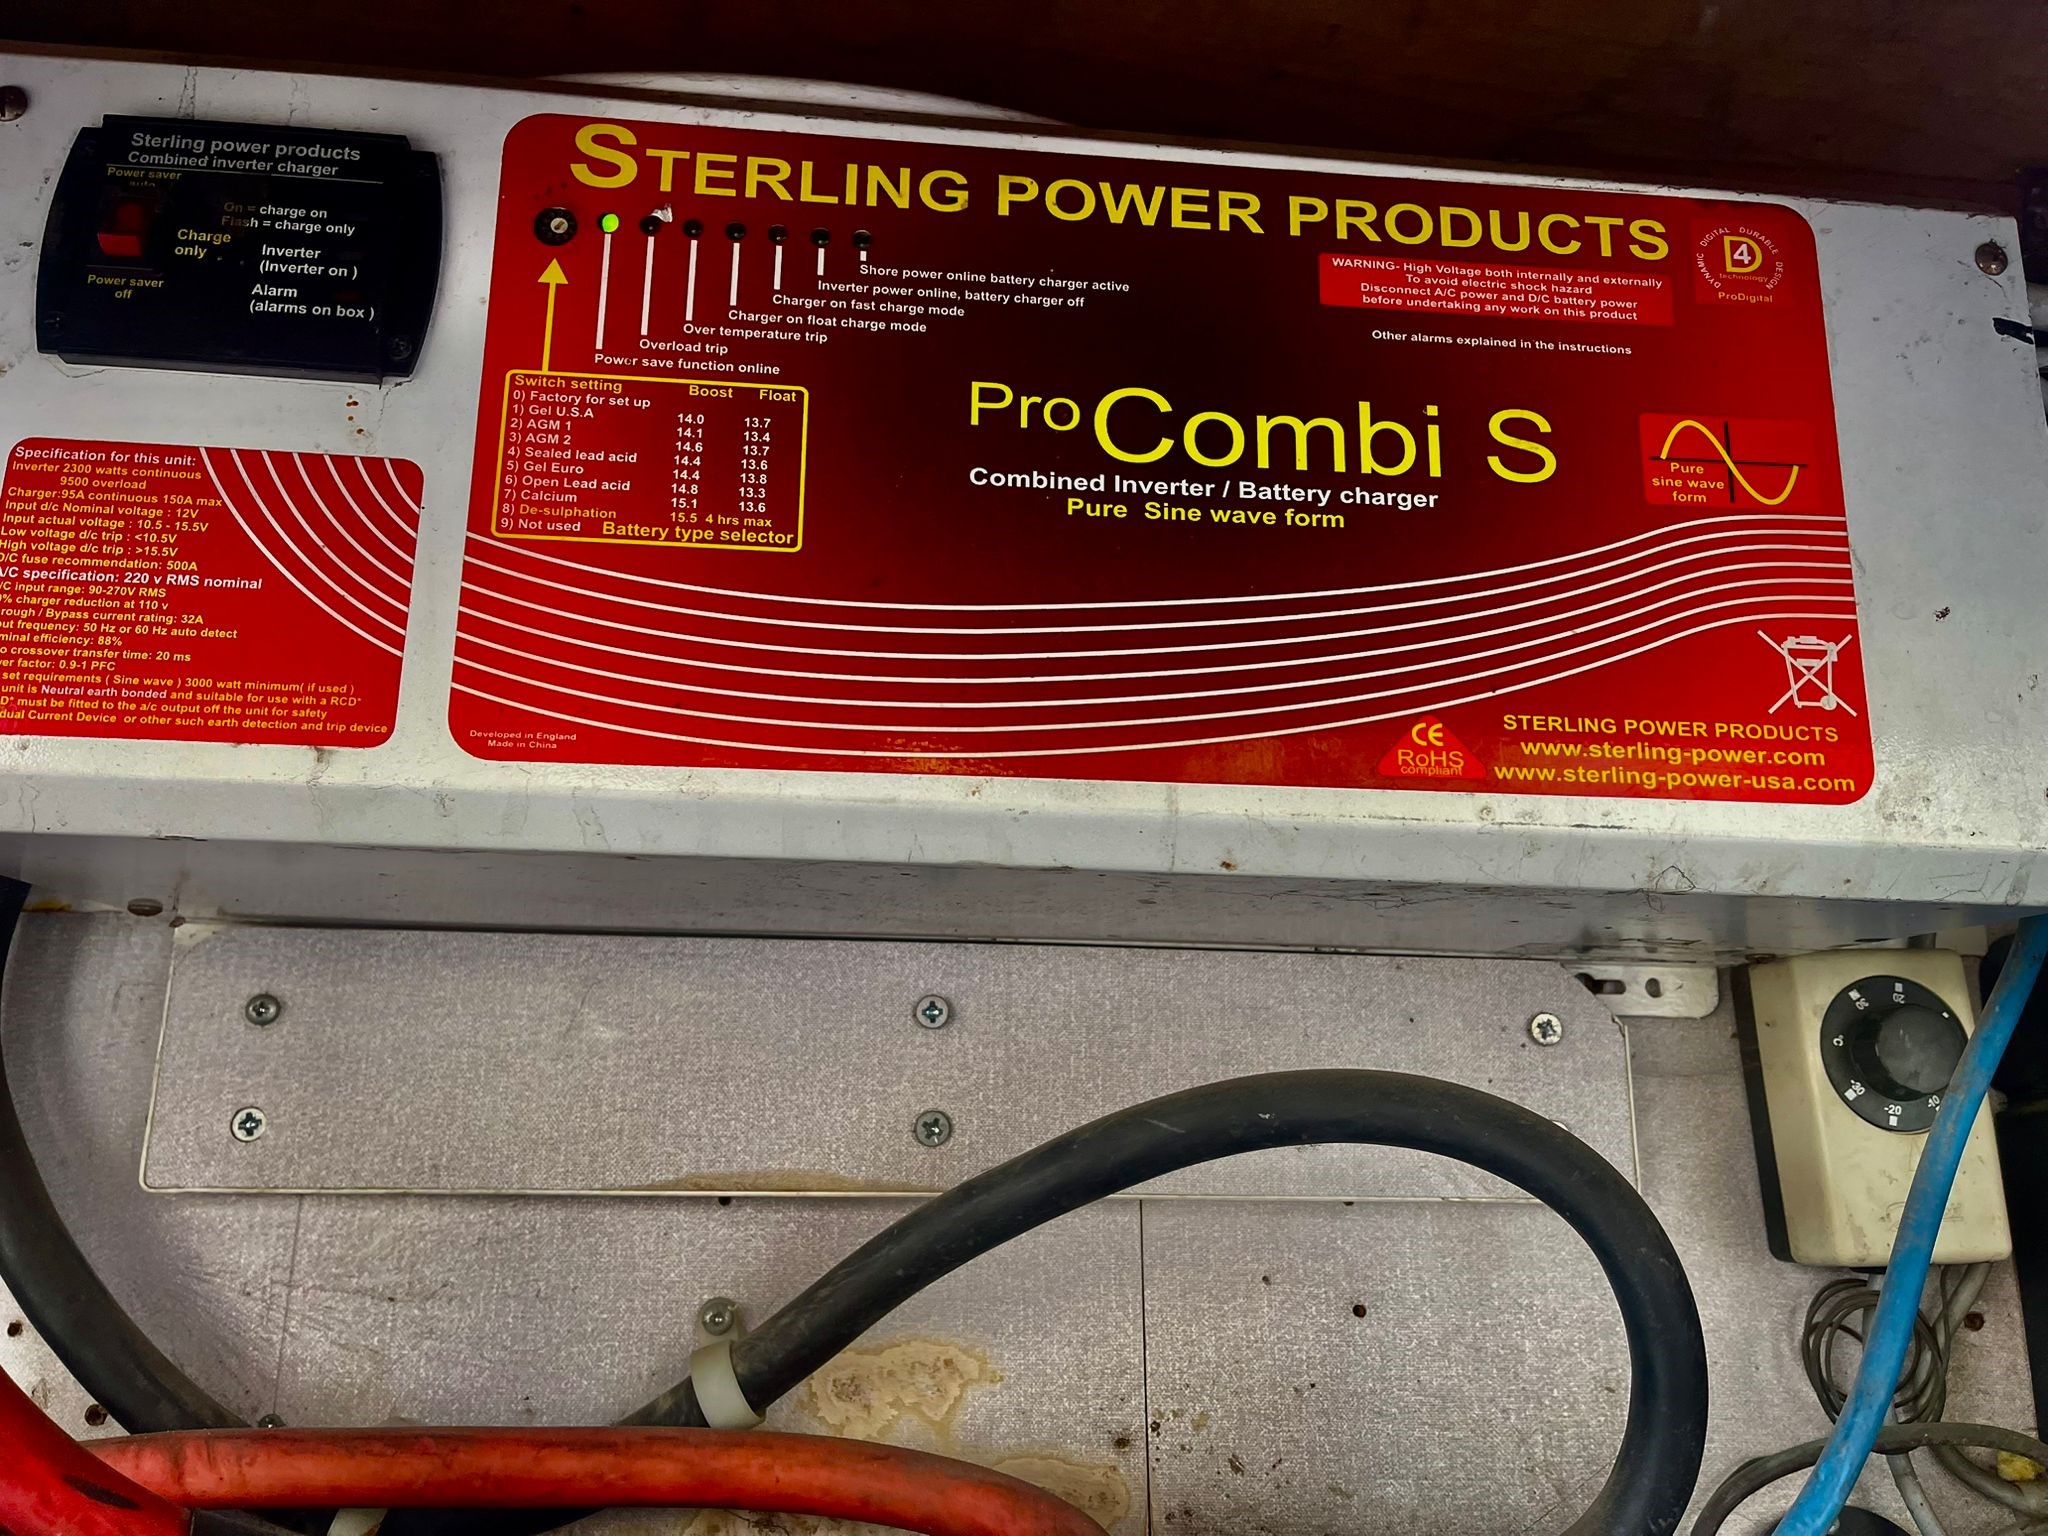 Sterling power products
Combined inverter charger
Power saver
auto
On = charge on
Flash = charge only
Charge
only
Inverter
(Inverter on )
Power saver
off
Alarm
(alarms on box )
STERLING POWER PRODUCTS
DYNAMIC DIGITAL DURABLE DESIGN
D4
technology
ProDigital
WARNING- High Voltage both internally and externally
To avoid electric shock hazard
Disconnect A/C power and D/C battery power
before undertaking any work on this product
Other alarms explained in the instructions
Shore power online battery charger active
Inverter power online, battery charger off
Charger on fast charge mode
Charger on float charge mode
Over temperature trip
Overload trip
Power save function online
Switch setting Boost Float
0) Factory for set up
1) Gel U.S.A 14.0 13.7
2) AGM 1 14.1 13.4
3) AGM 2 14.6 13.7
4) Sealed lead acid 14.4 13.6
5) Gel Euro 14.4 13.8
6) Open Lead acid 14.8 13.3
7) Calcium 15.1 13.6
8) De-sulphation 15.5 4 hrs max
9) Not used Battery type selector
Pro Combi S
Combined Inverter / Battery charger
Pure Sine wave form
Pure
sine wave
form
Specification for this unit:
Inverter 2300 watts continuous
9500 overload
Charger:95A continuous 150A max
Input d/c Nominal voltage : 12V
Input actual voltage : 10.5 - 15.5V
Low voltage d/c trip : <10.5V
High voltage d/c trip : >15.5V
D/C fuse recommendation: 500A
A/C specification: 220 v RMS nominal
/C input range: 90-270V RMS
% charger reduction at 110 v
rough / Bypass current rating: 32A
put frequency: 50 Hz or 60 Hz auto detect
minal efficiency: 88%
o crossover transfer time: 20 ms
wer factor: 0.9-1 PFC
set requirements ( Sine wave ) 3000 watt minimum( if used )
unit is Neutral earth bonded and suitable for use with a RCD*
D* must be fitted to the a/c output off the unit for safety
dual Current Device or other such earth detection and trip device
Developed in England
Made in China
CE
RoHS
compliant
STERLING POWER PRODUCTS
www.sterling-power.com
www.sterling-power-usa.com
20
°C
-30
-20
-10